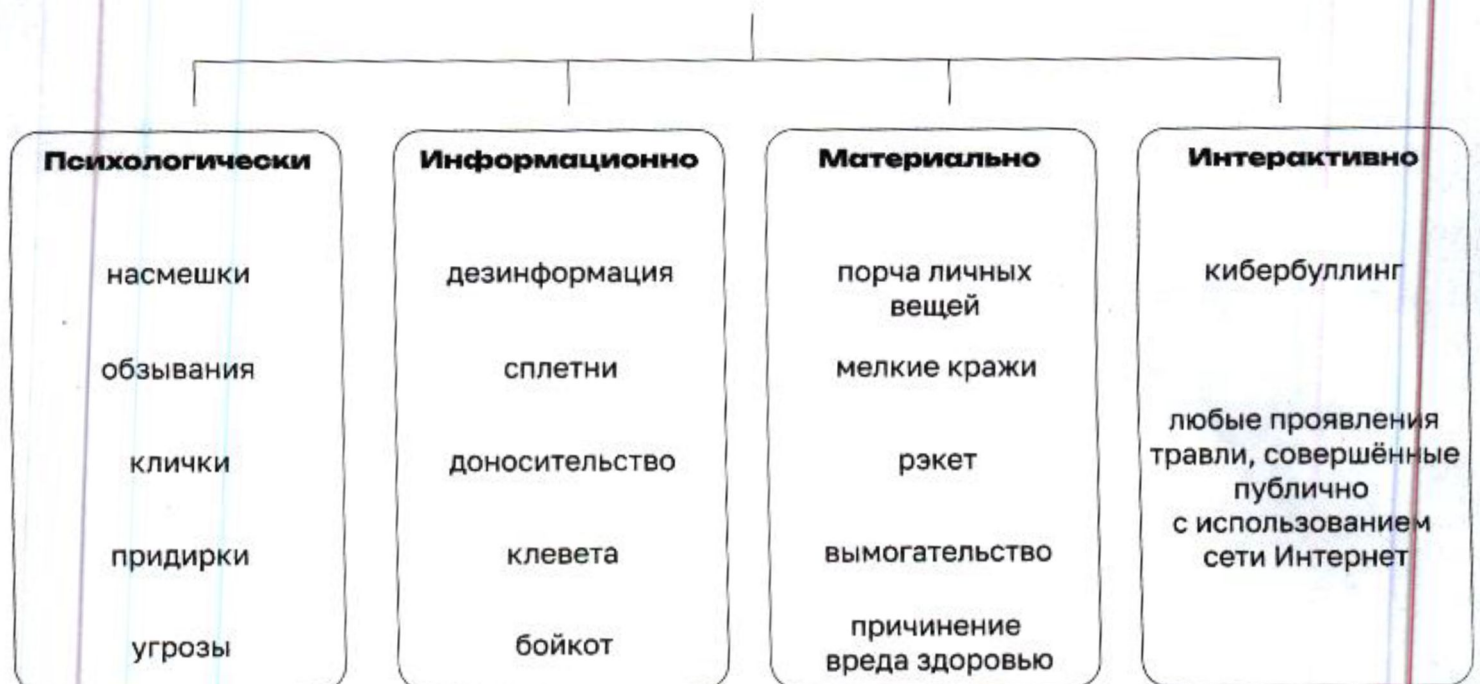 Психологически
насмешки
обзывания
клички
придирки
угрозы
Информационно
дезинформация
сплетни
доносительство
клевета
бойкот
Материально
порча личных
вещей
мелкие кражи
рэкет
вымогательство
причинение
вреда здоровью
Интерактивно
кибербуллинг
любые проявления
травли, совершённые
публично
с использованием
сети Интернет